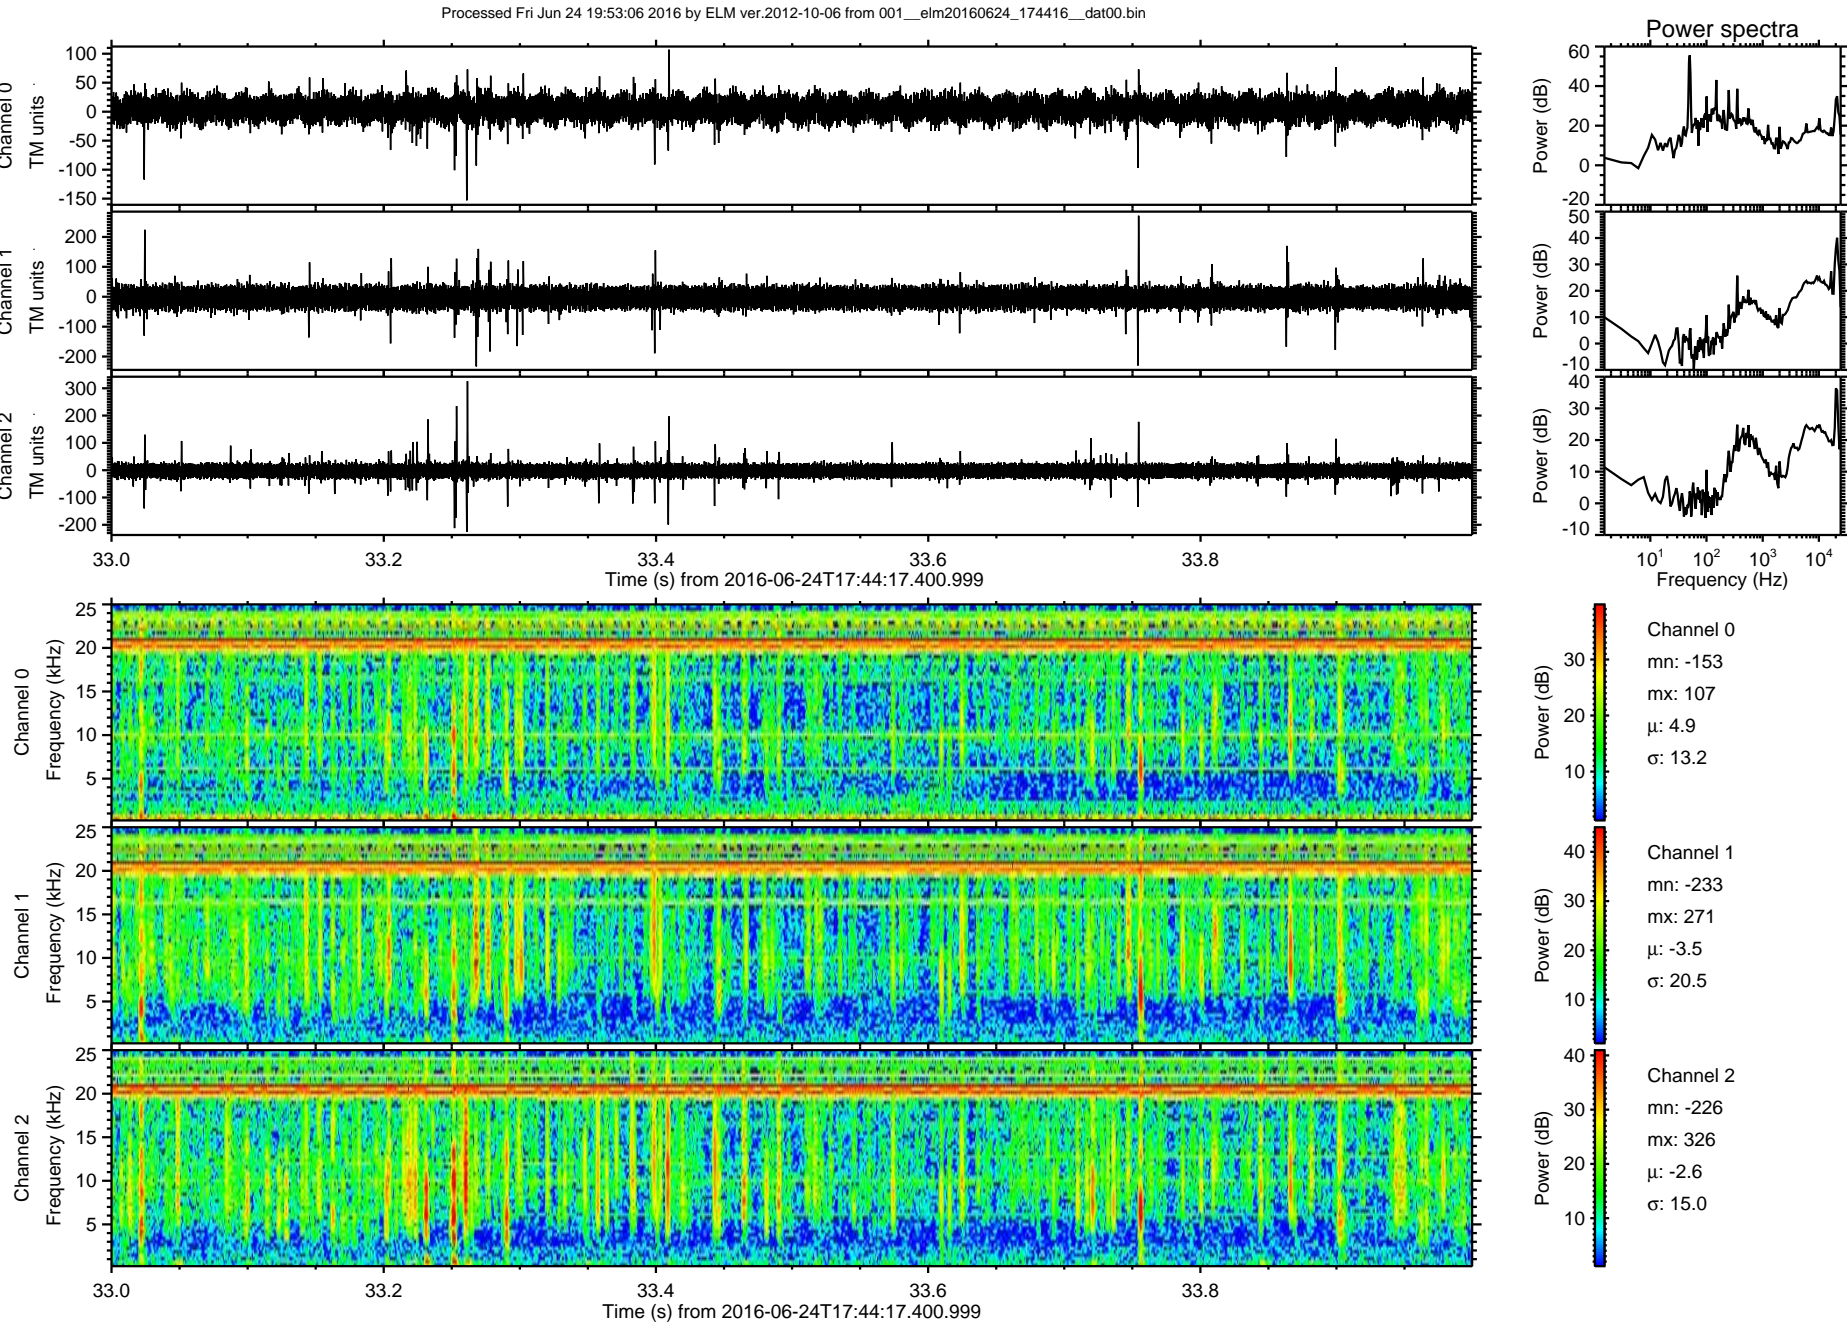 Processed Fri Jun 24 19:53:06 2016 by ELM ver.2012-10-06 from 001__elm20160624_174416__dat00.bin
Power spectra
Channel 0
TM units
100
50
0
-50
-100
-150
Power (dB)
60
40
20
0
-20
Channel 1
TM units
200
100
0
-100
-200
Power (dB)
50
40
30
20
10
0
-10
Channel 2
TM units
300
200
100
0
-100
-200
Power (dB)
40
30
20
10
0
-10
33.0 33.2 33.4 33.6 33.8
Time (s) from 2016-06-24T17:44:17.400.999
10^1 10^2 10^3 10^4
Frequency (Hz)
Channel 0
Frequency (kHz)
25
20
15
10
5
Power (dB)
30
20
10
Channel 0
mn: -153
mx: 107
μ: 4.9
σ: 13.2
Channel 1
Frequency (kHz)
25
20
15
10
5
Power (dB)
40
30
20
10
Channel 1
mn: -233
mx: 271
μ: -3.5
σ: 20.5
Channel 2
Frequency (kHz)
25
20
15
10
5
Power (dB)
40
30
20
10
Channel 2
mn: -226
mx: 326
μ: -2.6
σ: 15.0
33.0 33.2 33.4 33.6 33.8
Time (s) from 2016-06-24T17:44:17.400.999